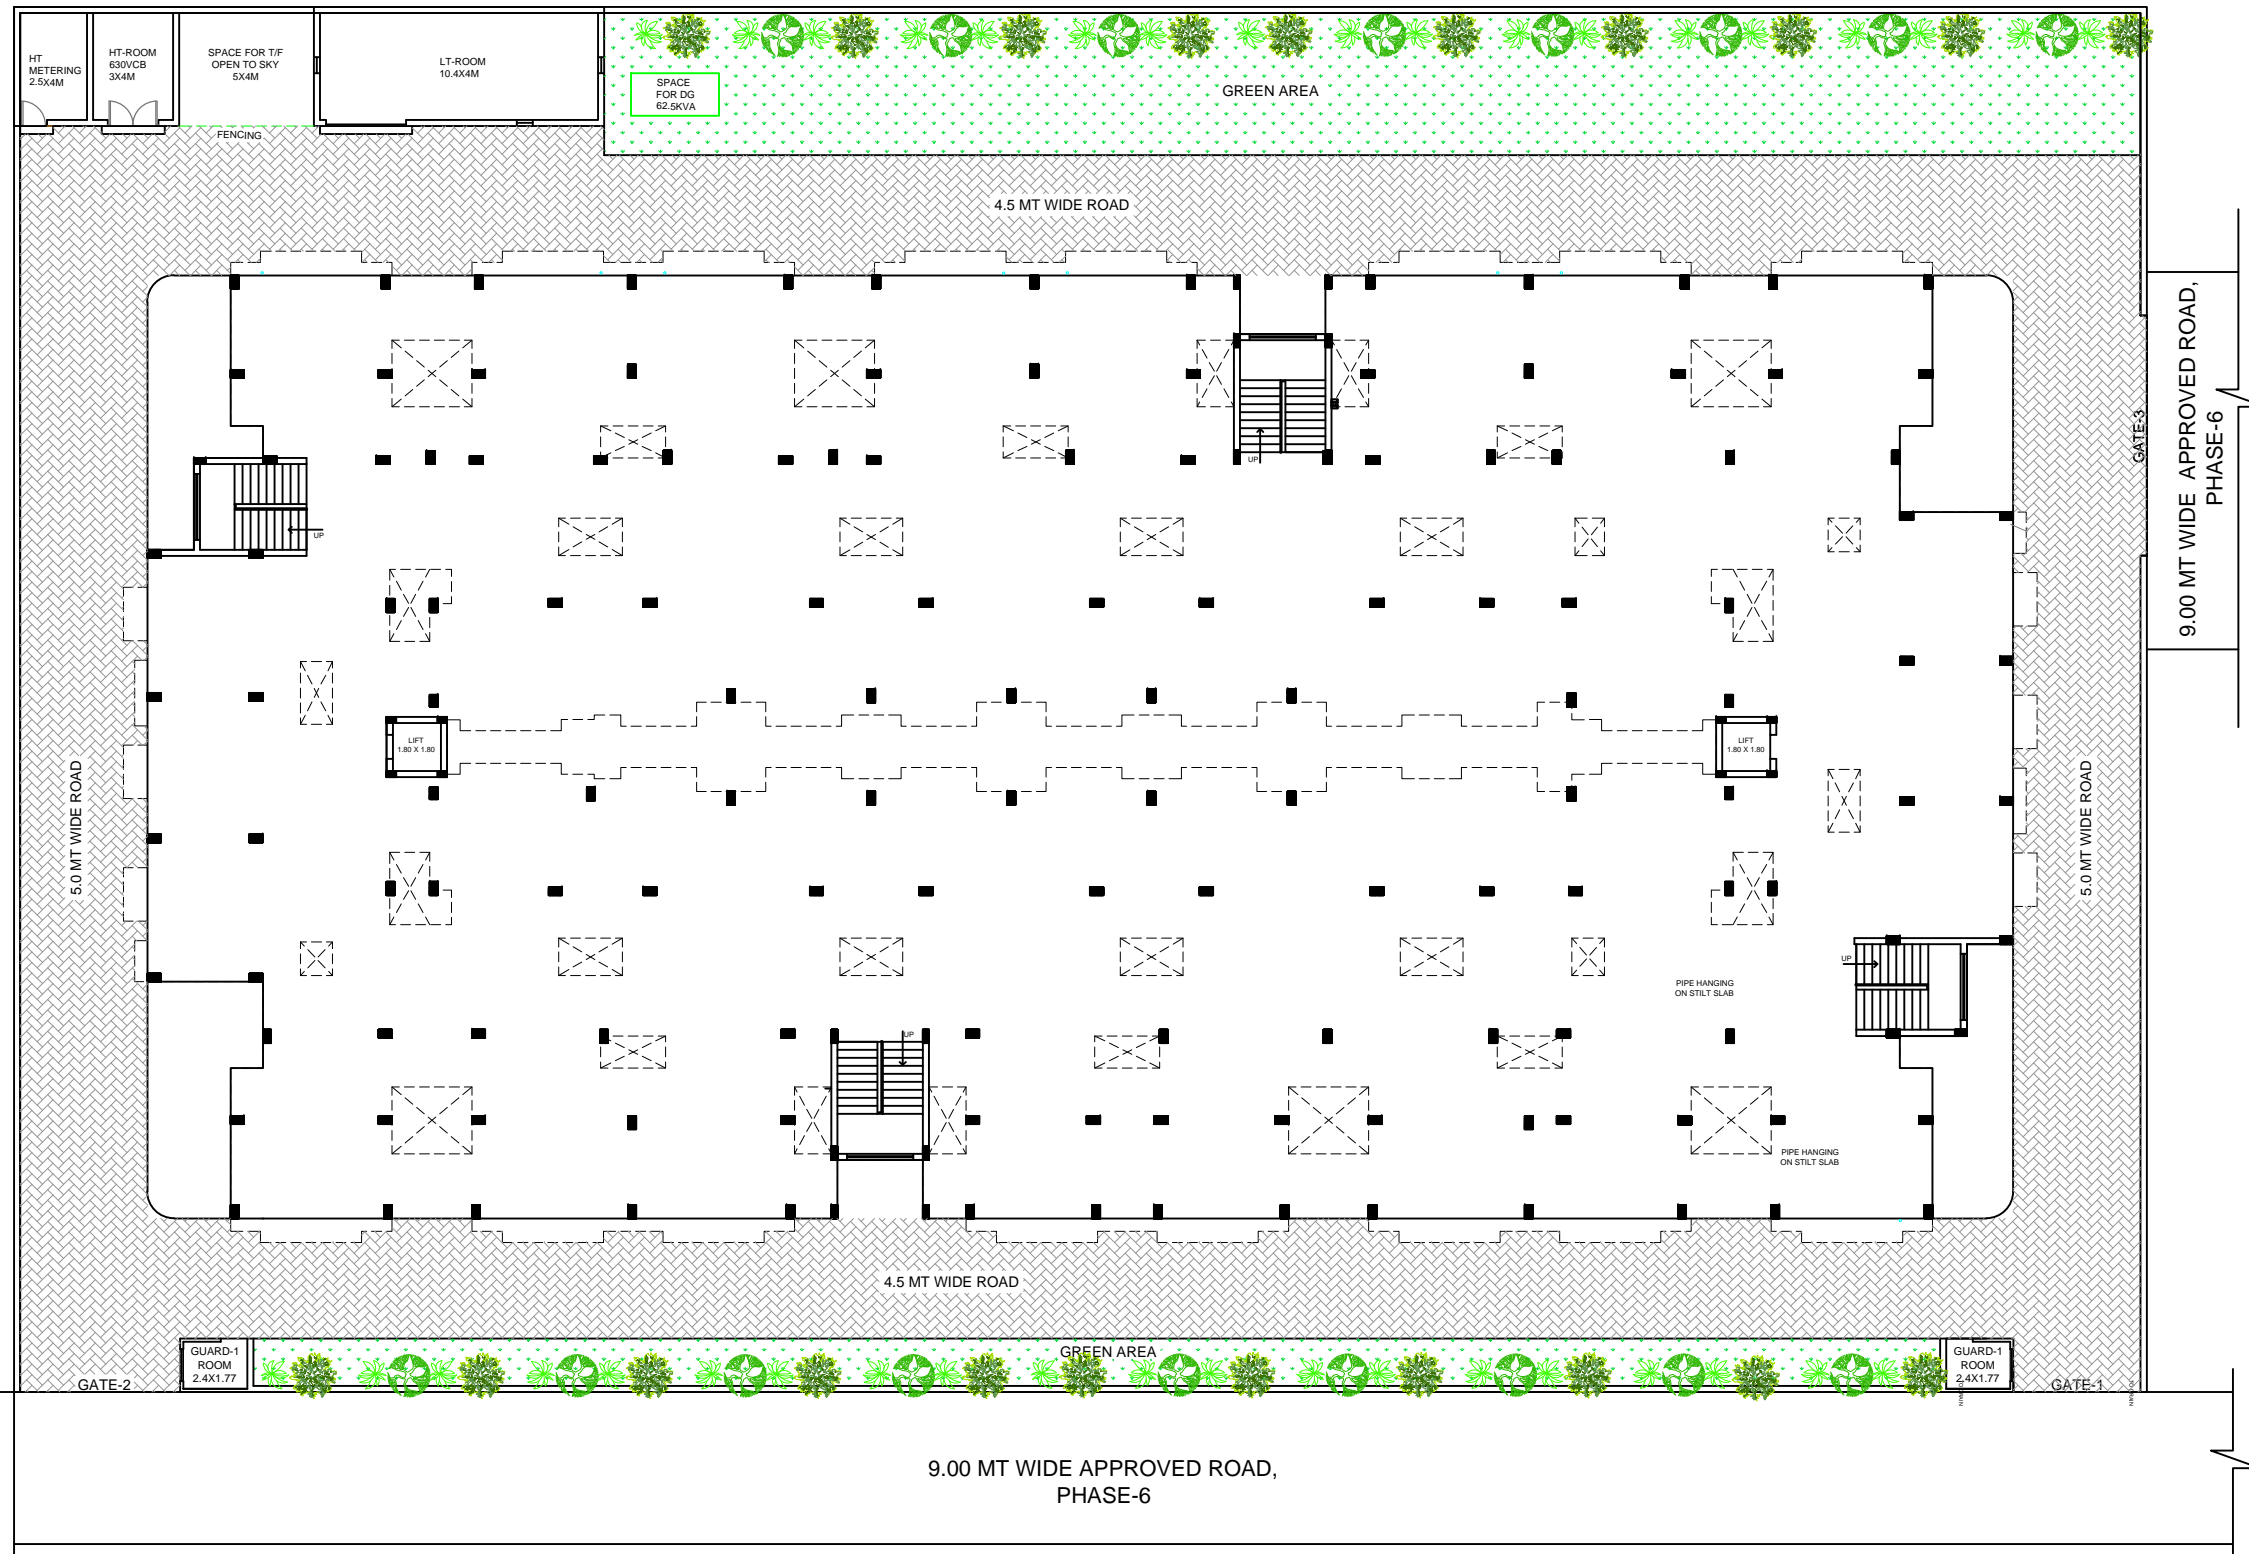 HT
METERING
2.5X4M
HT-ROOM
630VCB
3X4M
SPACE FOR T/F
OPEN TO SKY
5X4M
LT-ROOM
10.4X4M
SPACE
FOR DG
62.5KVA
GREEN AREA
FENCING
4.5 MT WIDE ROAD
9.00 MT WIDE APPROVED ROAD,
PHASE-6
GATE-3
UP
UP
LIFT
1.80 X 1.80
LIFT
1.80 X 1.80
5.0 MT WIDE ROAD
5.0 MT WIDE ROAD
UP
PIPE HANGING
ON STILT SLAB
UP
PIPE HANGING
ON STILT SLAB
4.5 MT WIDE ROAD
GUARD-1
ROOM
2.4X1.77
GREEN AREA
GUARD-1
ROOM
2.4X1.77
GATE-2
GATE-1
9.00 MT WIDE APPROVED ROAD,
PHASE-6